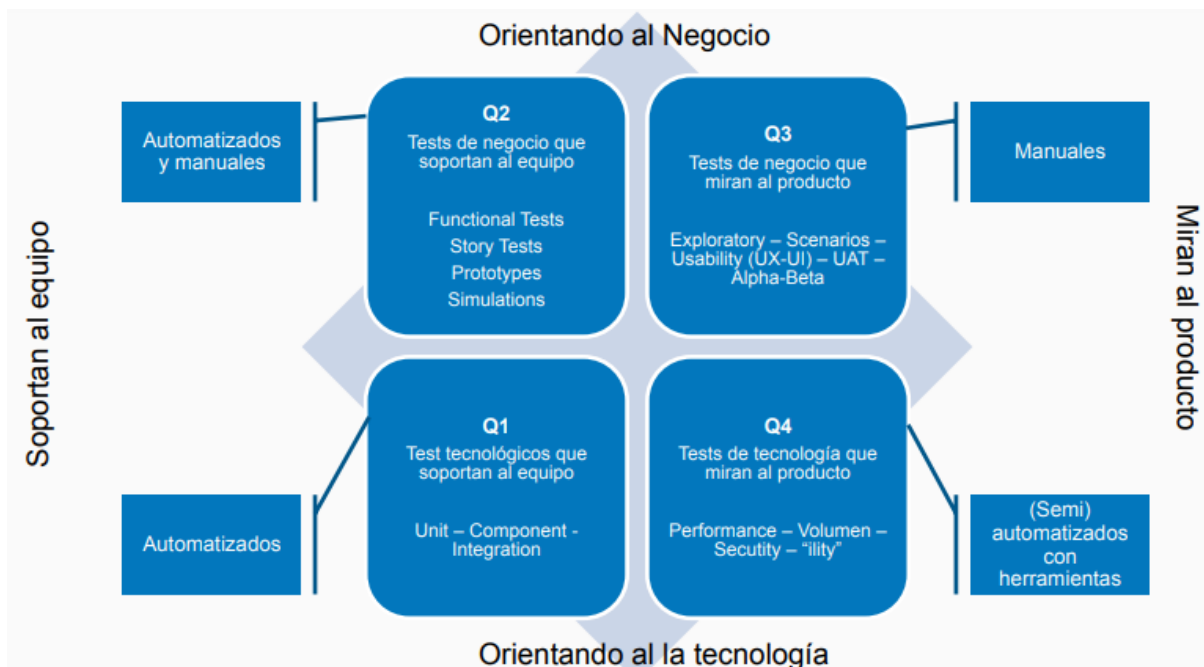 Orientando al Negocio
Automatizados
y manuales
Q2
Tests de negocio que
soportan al equipo
Functional Tests
Story Tests
Prototypes
Simulations
Q3
Tests de negocio que
miran al producto
Exploratory – Scenarios –
Usability (UX-UI) – UAT –
Alpha-Beta
Manuales
Soportan al equipo
Miran al producto
Automatizados
Q1
Test tecnológicos que
soportan al equipo
Unit – Component -
Integration
Q4
Tests de tecnología que
miran al producto
Performance – Volumen –
Secutity – “ility”
(Semi)
automatizados
con
herramientas
Orientando al la tecnología